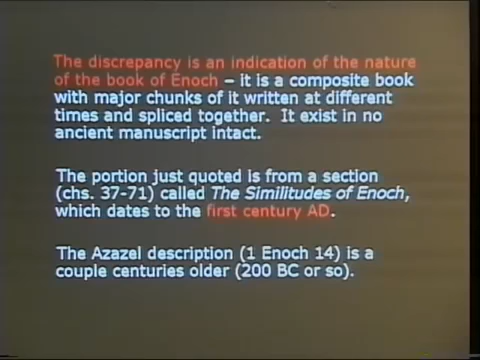 The discrepancy is an indication of the nature
of the book of Enoch – it is a composite book
with major chunks of it written at different
times and spliced together. It exist in no
ancient manuscript intact.
The portion just quoted is from a section
(chs. 37-71) called The Similitudes of Enoch,
which dates to the first century AD.
The Azazel description (1 Enoch 14) is a
couple centuries older (200 BC or so).